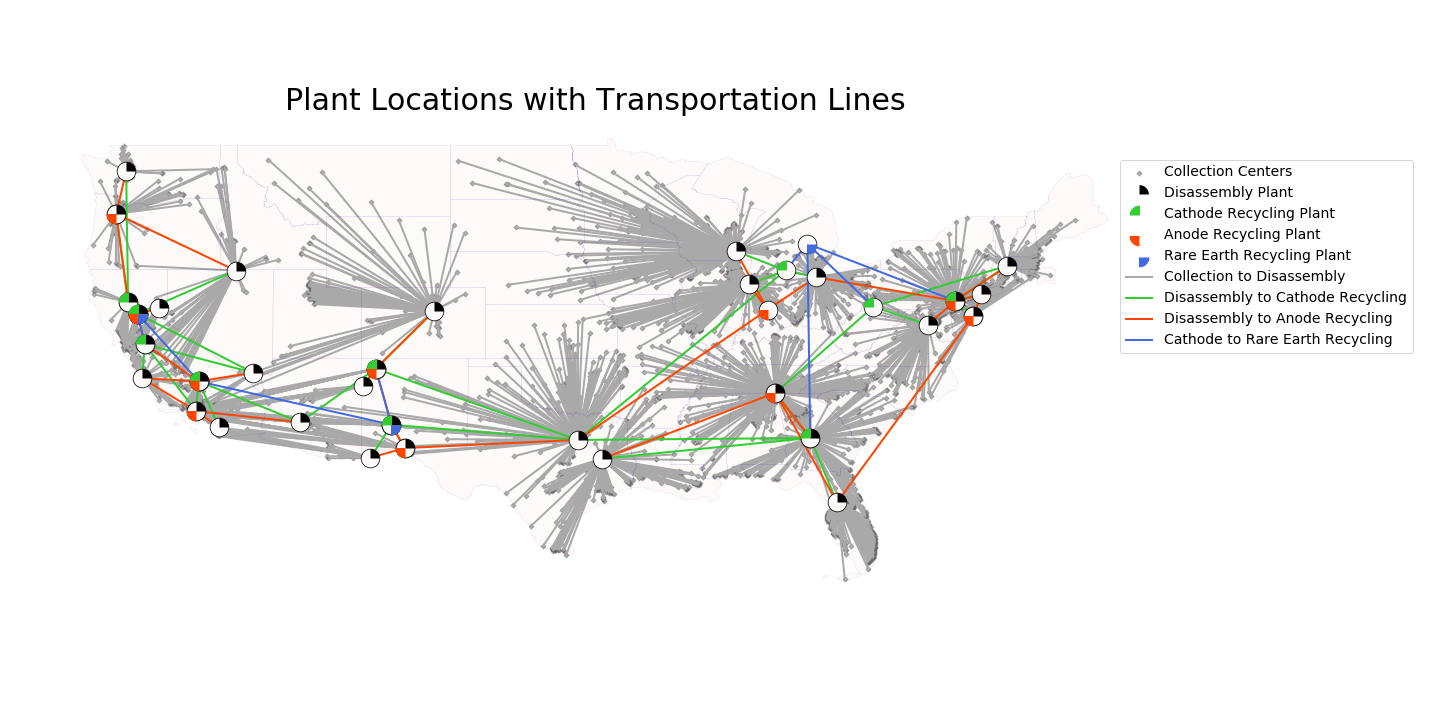 Plant Locations with Transportation Lines
Collection Centers
Disassembly Plant
Cathode Recycling Plant
Anode Recycling Plant
Rare Earth Recycling Plant
Collection to Disassembly
Disassembly to Cathode Recycling
Disassembly to Anode Recycling
Cathode to Rare Earth Recycling